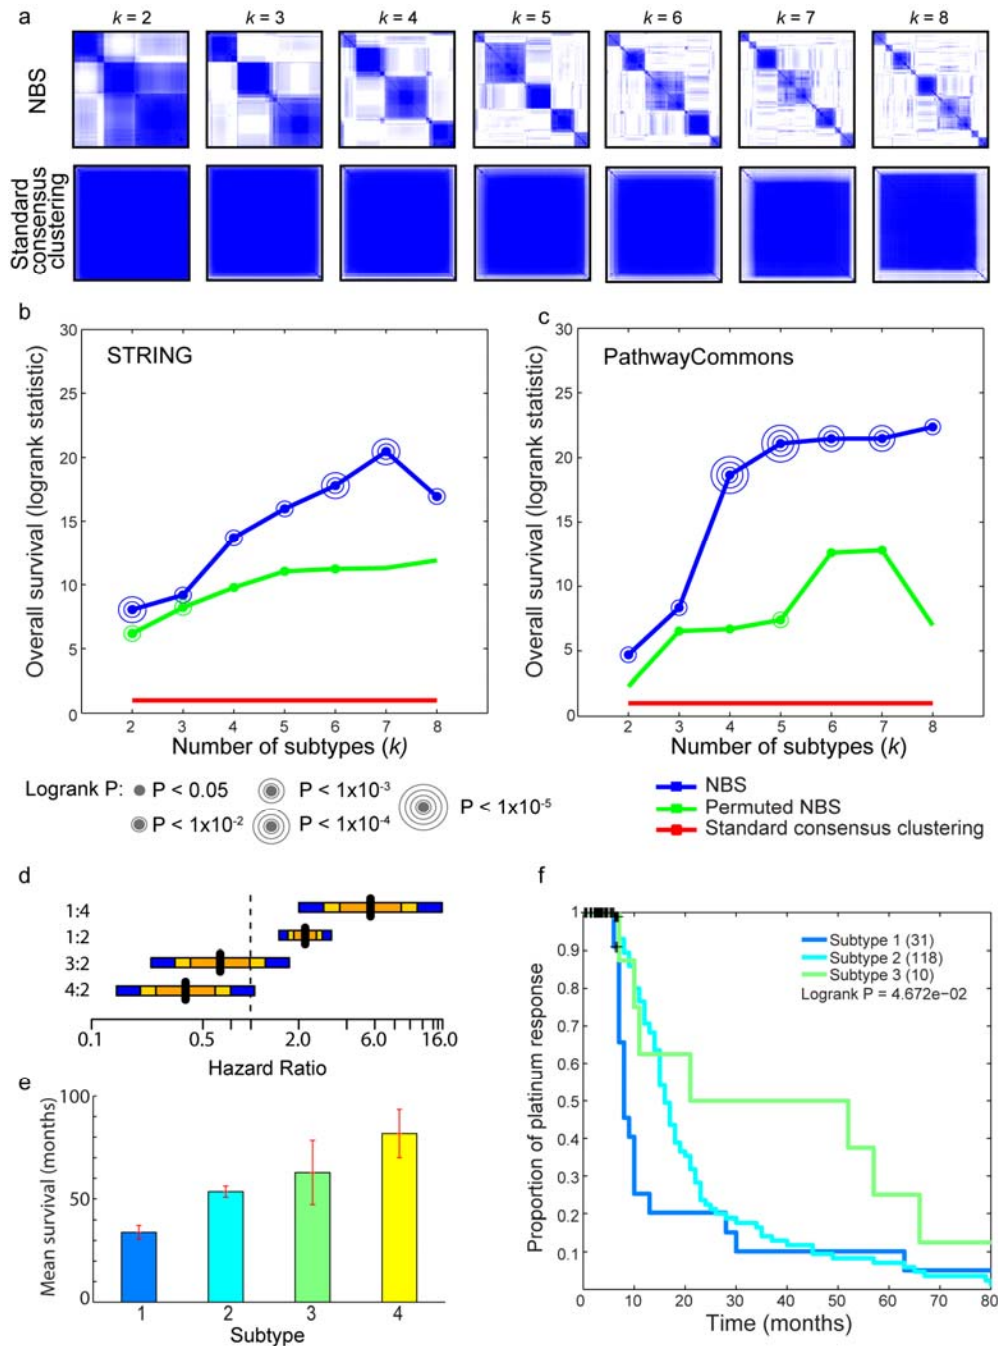 a
k = 2 k = 3 k = 4 k = 5 k = 6 k = 7 k = 8
NBS
Standard
consensus
clustering
b
STRING
Overall survival (logrank statistic)
30
25
20
15
10
5
0
2 3 4 5 6 7 8
Number of subtypes (k)
c
PathwayCommons
Overall survival (logrank statistic)
30
25
20
15
10
5
0
2 3 4 5 6 7 8
Number of subtypes (k)
Logrank P: P < 0.05 P < 1x10⁻³
P < 1x10⁻² P < 1x10⁻⁴
P < 1x10⁻⁵
NBS
Permuted NBS
Standard consensus clustering
d
1:4
1:2
3:2
4:2
0.1 0.5 2.0 6.0 16.0
Hazard Ratio
e
Mean survival (months)
100
50
0
1 2 3 4
Subtype
f
Proportion of platinum response
1
0.9
0.8
0.7
0.6
0.5
0.4
0.3
0.2
0.1
Subtype 1 (31)
Subtype 2 (118)
Subtype 3 (10)
Logrank P = 4.672e−02
0 10 20 30 40 50 60 70 80
Time (months)